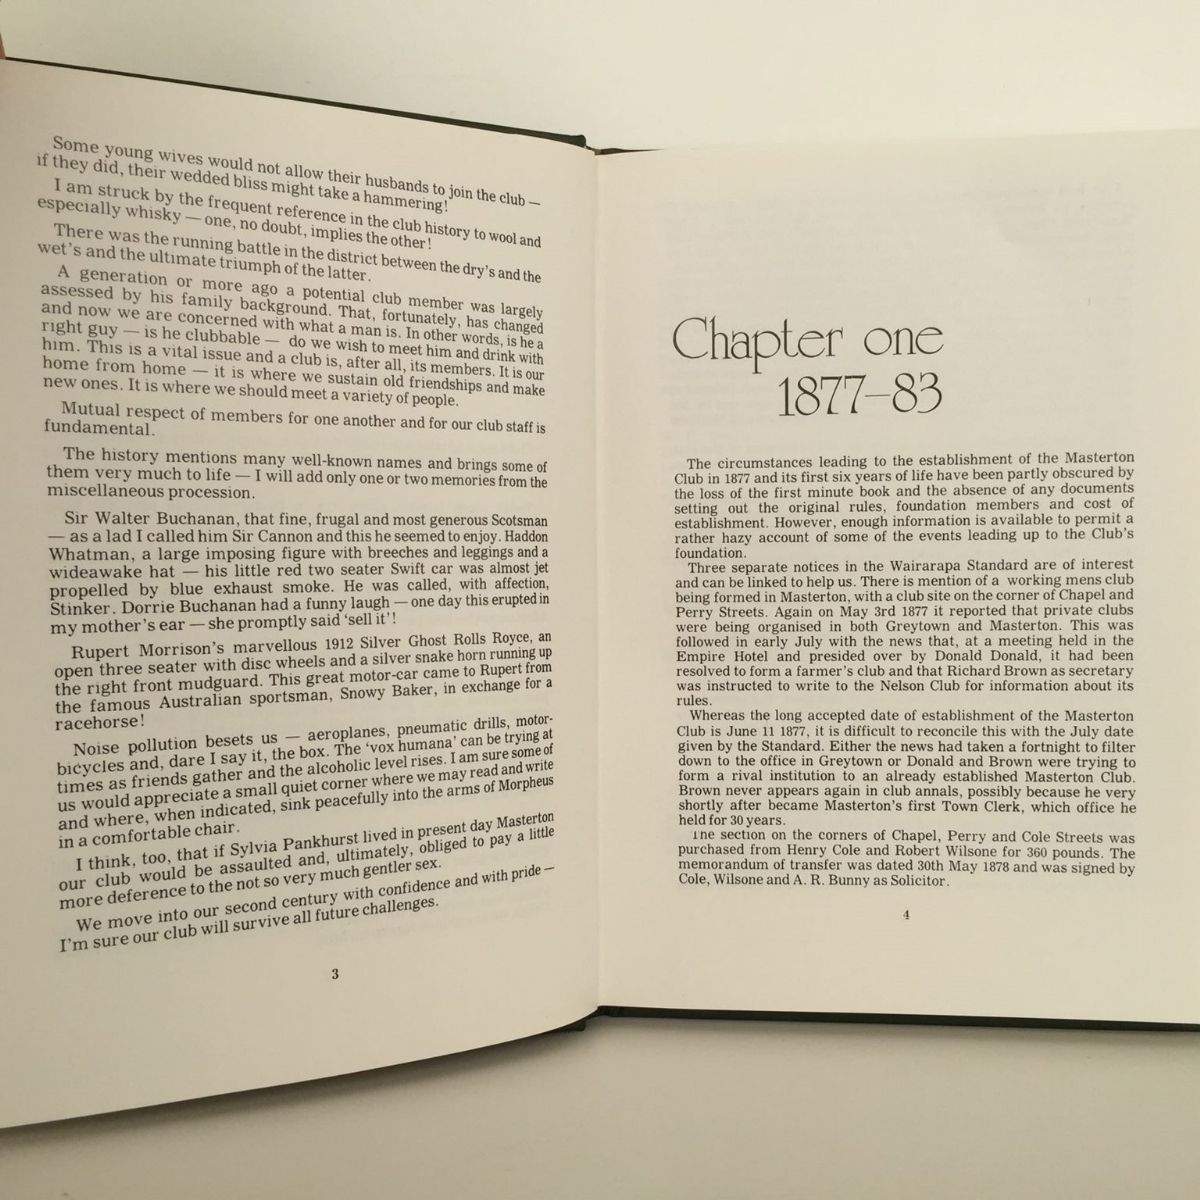 Some young wives would not allow their husbands to join the club —
if they did, their wedded bliss might take a hammering!
I am struck by the frequent reference in the club history to wool and
especially whisky — one, no doubt, implies the other!
There was the running battle in the district between the dry's and the
wet's and the ultimate triumph of the latter.
A generation or more ago a potential club member was largely
assessed by his family background. That, fortunately, has changed
and now we are concerned with what a man is. In other words, is he a
right guy — is he clubbable — do we wish to meet him and drink with
him. This is a vital issue and a club is, after all, its members. It is our
home from home — it is where we sustain old friendships and make
new ones. It is where we should meet a variety of people.
Mutual respect of members for one another and for our club staff is
fundamental.
The history mentions many well-known names and brings some of
them very much to life — I will add only one or two memories from the
miscellaneous procession.
Sir Walter Buchanan, that fine, frugal and most generous Scotsman
— as a lad I called him Sir Cannon and this he seemed to enjoy. Haddon
Whatman, a large imposing figure with breeches and leggings and a
wideawake hat — his little red two seater Swift car was almost jet
propelled by blue exhaust smoke. He was called, with affection,
Stinker. Dorrie Buchanan had a funny laugh — one day this erupted in
my mother's ear — she promptly said 'sell it'!
Rupert Morrison's marvellous 1912 Silver Ghost Rolls Royce, an
open three seater with disc wheels and a silver snake horn running up
the right front mudguard. This great motor-car came to Rupert from
the famous Australian sportsman, Snowy Baker, in exchange for a
racehorse!
Noise pollution besets us — aeroplanes, pneumatic drills, motor-
bicycles and, dare I say it, the box. The 'vox humana' can be trying at
times as friends gather and the alcoholic level rises. I am sure some of
us would appreciate a small quiet corner where we may read and write
and where, when indicated, sink peacefully into the arms of Morpheus
in a comfortable chair.
I think, too, that if Sylvia Pankhurst lived in present day Masterton
our club would be assaulted and, ultimately, obliged to pay a little
more deference to the not so very much gentler sex.
We move into our second century with confidence and with pride —
I'm sure our club will survive all future challenges.
3
Chapter one
1877–83
The circumstances leading to the establishment of the Masterton
Club in 1877 and its first six years of life have been partly obscured by
the loss of the first minute book and the absence of any documents
setting out the original rules, foundation members and cost of
establishment. However, enough information is available to permit a
rather hazy account of some of the events leading up to the Club's
foundation.
Three separate notices in the Wairarapa Standard are of interest
and can be linked to help us. There is mention of a working mens club
being formed in Masterton, with a club site on the corner of Chapel and
Perry Streets. Again on May 3rd 1877 it reported that private clubs
were being organised in both Greytown and Masterton. This was
followed in early July with the news that, at a meeting held in the
Empire Hotel and presided over by Donald Donald, it had been
resolved to form a farmer's club and that Richard Brown as secretary
was instructed to write to the Nelson Club for information about its
rules.
Whereas the long accepted date of establishment of the Masterton
Club is June 11 1877, it is difficult to reconcile this with the July date
given by the Standard. Either the news had taken a fortnight to filter
down to the office in Greytown or Donald and Brown were trying to
form a rival institution to an already established Masterton Club.
Brown never appears again in club annals, possibly because he very
shortly after became Masterton's first Town Clerk, which office he
held for 30 years.
The section on the corners of Chapel, Perry and Cole Streets was
purchased from Henry Cole and Robert Wilsone for 360 pounds. The
memorandum of transfer was dated 30th May 1878 and was signed by
Cole, Wilsone and A. R. Bunny as Solicitor.
4